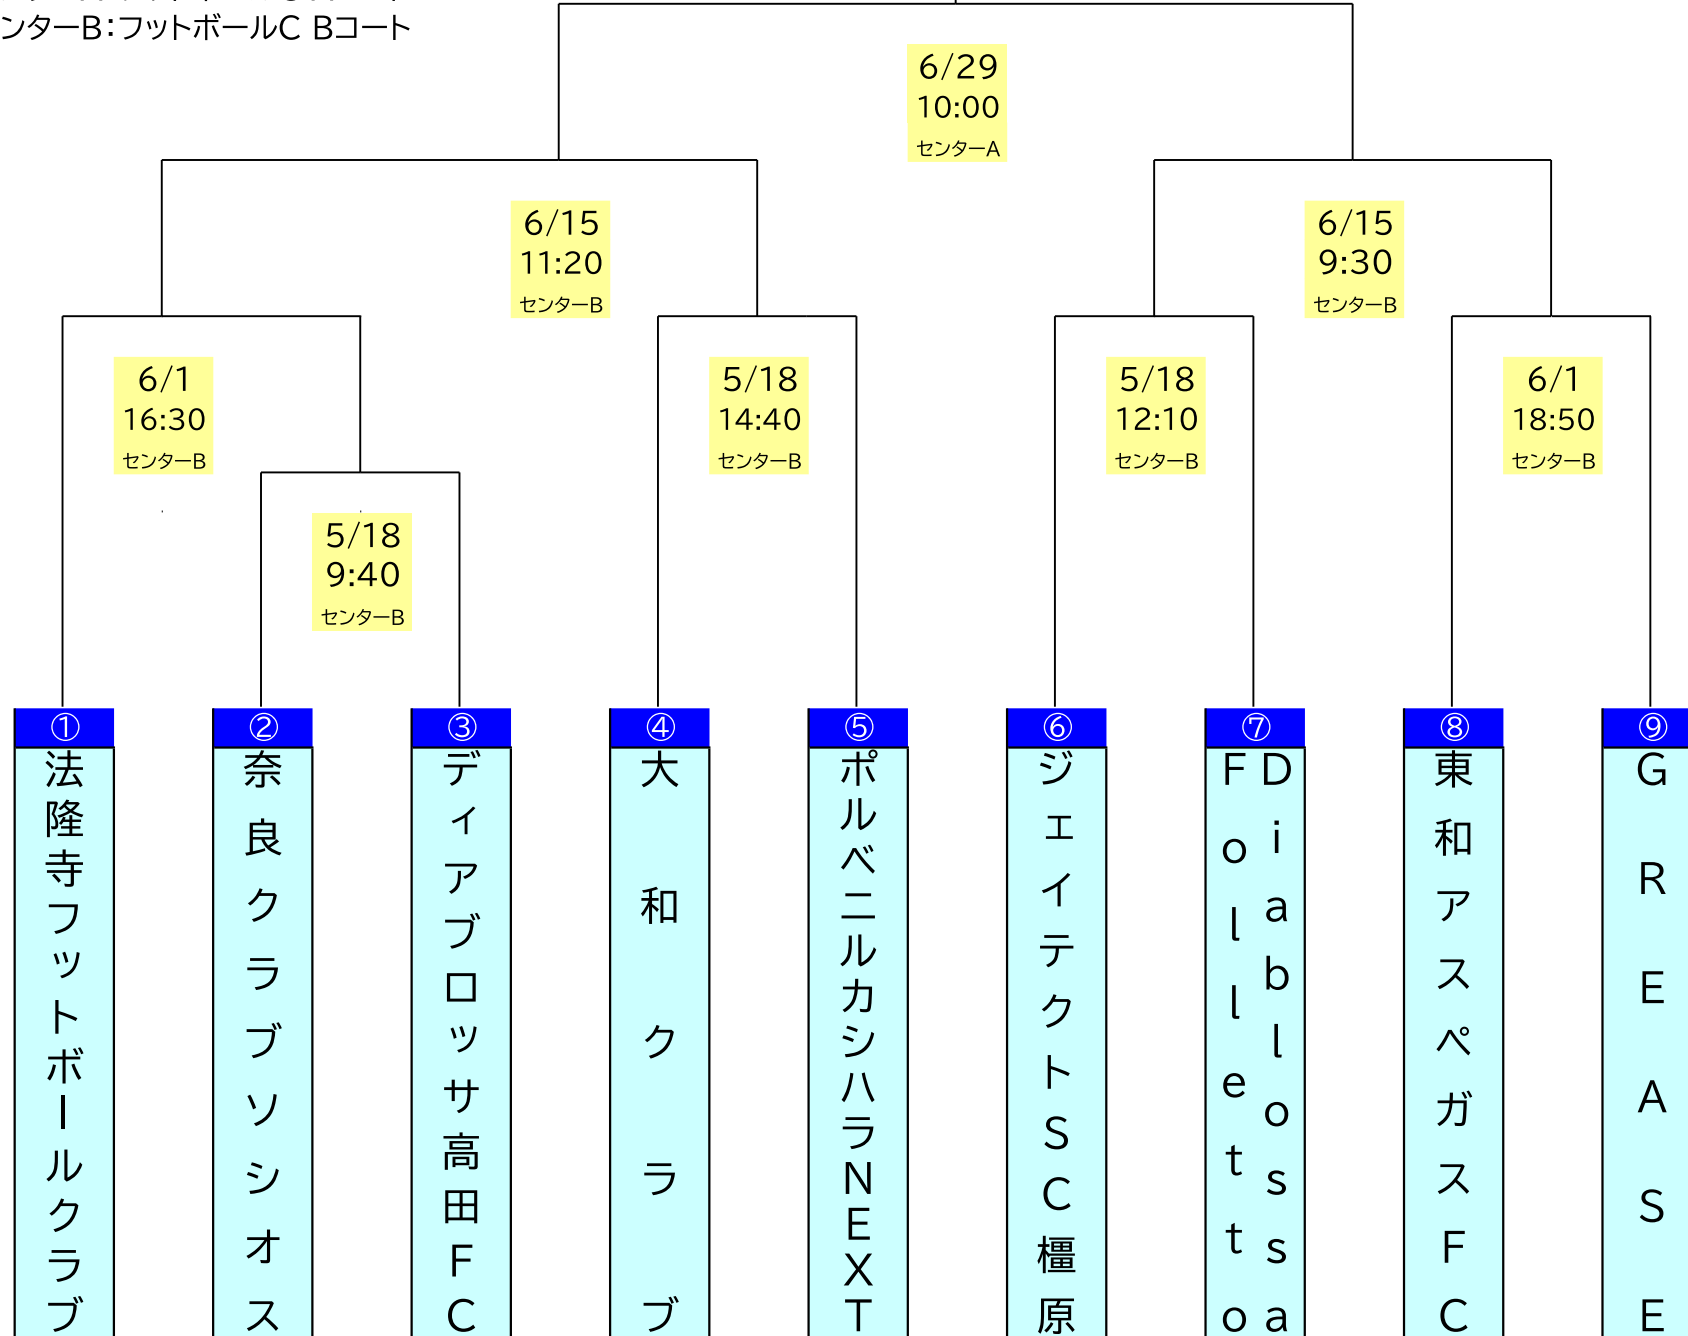 ンターB：フットボールC Bコート
6/29
10:00
センターA
6/15
11:20
センターB
6/15
9:30
センターB
6/1
16:30
センターB
5/18
14:40
センターB
5/18
12:10
センターB
6/1
18:50
センターB
5/18
9:40
センターB
①
②
③
④
⑤
⑥
⑦
⑧
⑨
法隆寺フットボールクラブ
奈良クラブソシオス
ディアブロッサ高田FC
大和クラブ
ポルベニルカシハラNEXT
ジェイテクトSC橿原
Diablossa
Folletto
東和アスペガスFC
GREASE